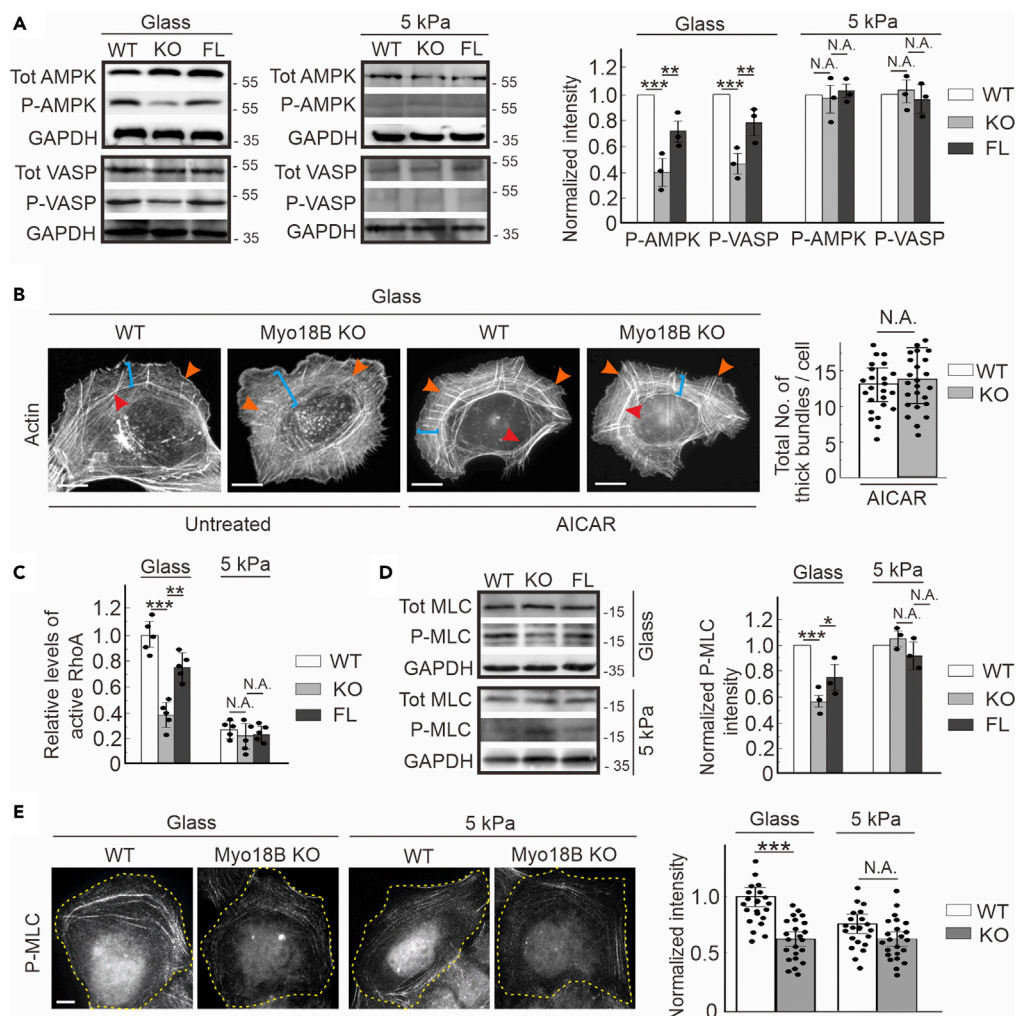 A
Glass
WT KO FL
Tot AMPK
- 55
P-AMPK
- 55
GAPDH
- 35
Tot VASP
- 55
P-VASP
- 55
GAPDH
- 35
5 kPa
WT KO FL
Tot AMPK
- 55
P-AMPK
- 55
GAPDH
- 35
Tot VASP
- 55
P-VASP
- 55
GAPDH
- 35
Glass 5 kPa
Normalized intensity
1.2
1.0
0.8
0.6
0.4
0.2
0
*** ** *** ** N.A. N.A. N.A. N.A.
P-AMPK P-VASP P-AMPK P-VASP
WT
KO
FL
B
Glass
WT Myo18B KO WT Myo18B KO
Actin
Untreated AICAR
N.A.
Total No. of
thick bundles / cell
15
10
5
0
AICAR
WT
KO
C
Glass 5 kPa
Relative levels of
active RhoA
1.2
1.0
0.8
0.6
0.4
0.2
0
*** ** N.A. N.A.
WT
KO
FL
D
WT KO FL
Tot MLC
-15
P-MLC
-15
GAPDH
-35
Glass
Tot MLC
-15
P-MLC
-15
GAPDH
- 35
5 kPa
Glass 5 kPa
Normalized P-MLC
intensity
1.2
1.0
0.8
0.6
0.4
0.2
0
*** * N.A. N.A.
WT
KO
FL
E
Glass 5 kPa
WT Myo18B KO WT Myo18B KO
P-MLC
Glass 5 kPa
Normalized intensity
1.0
0.5
0
*** N.A.
WT
KO